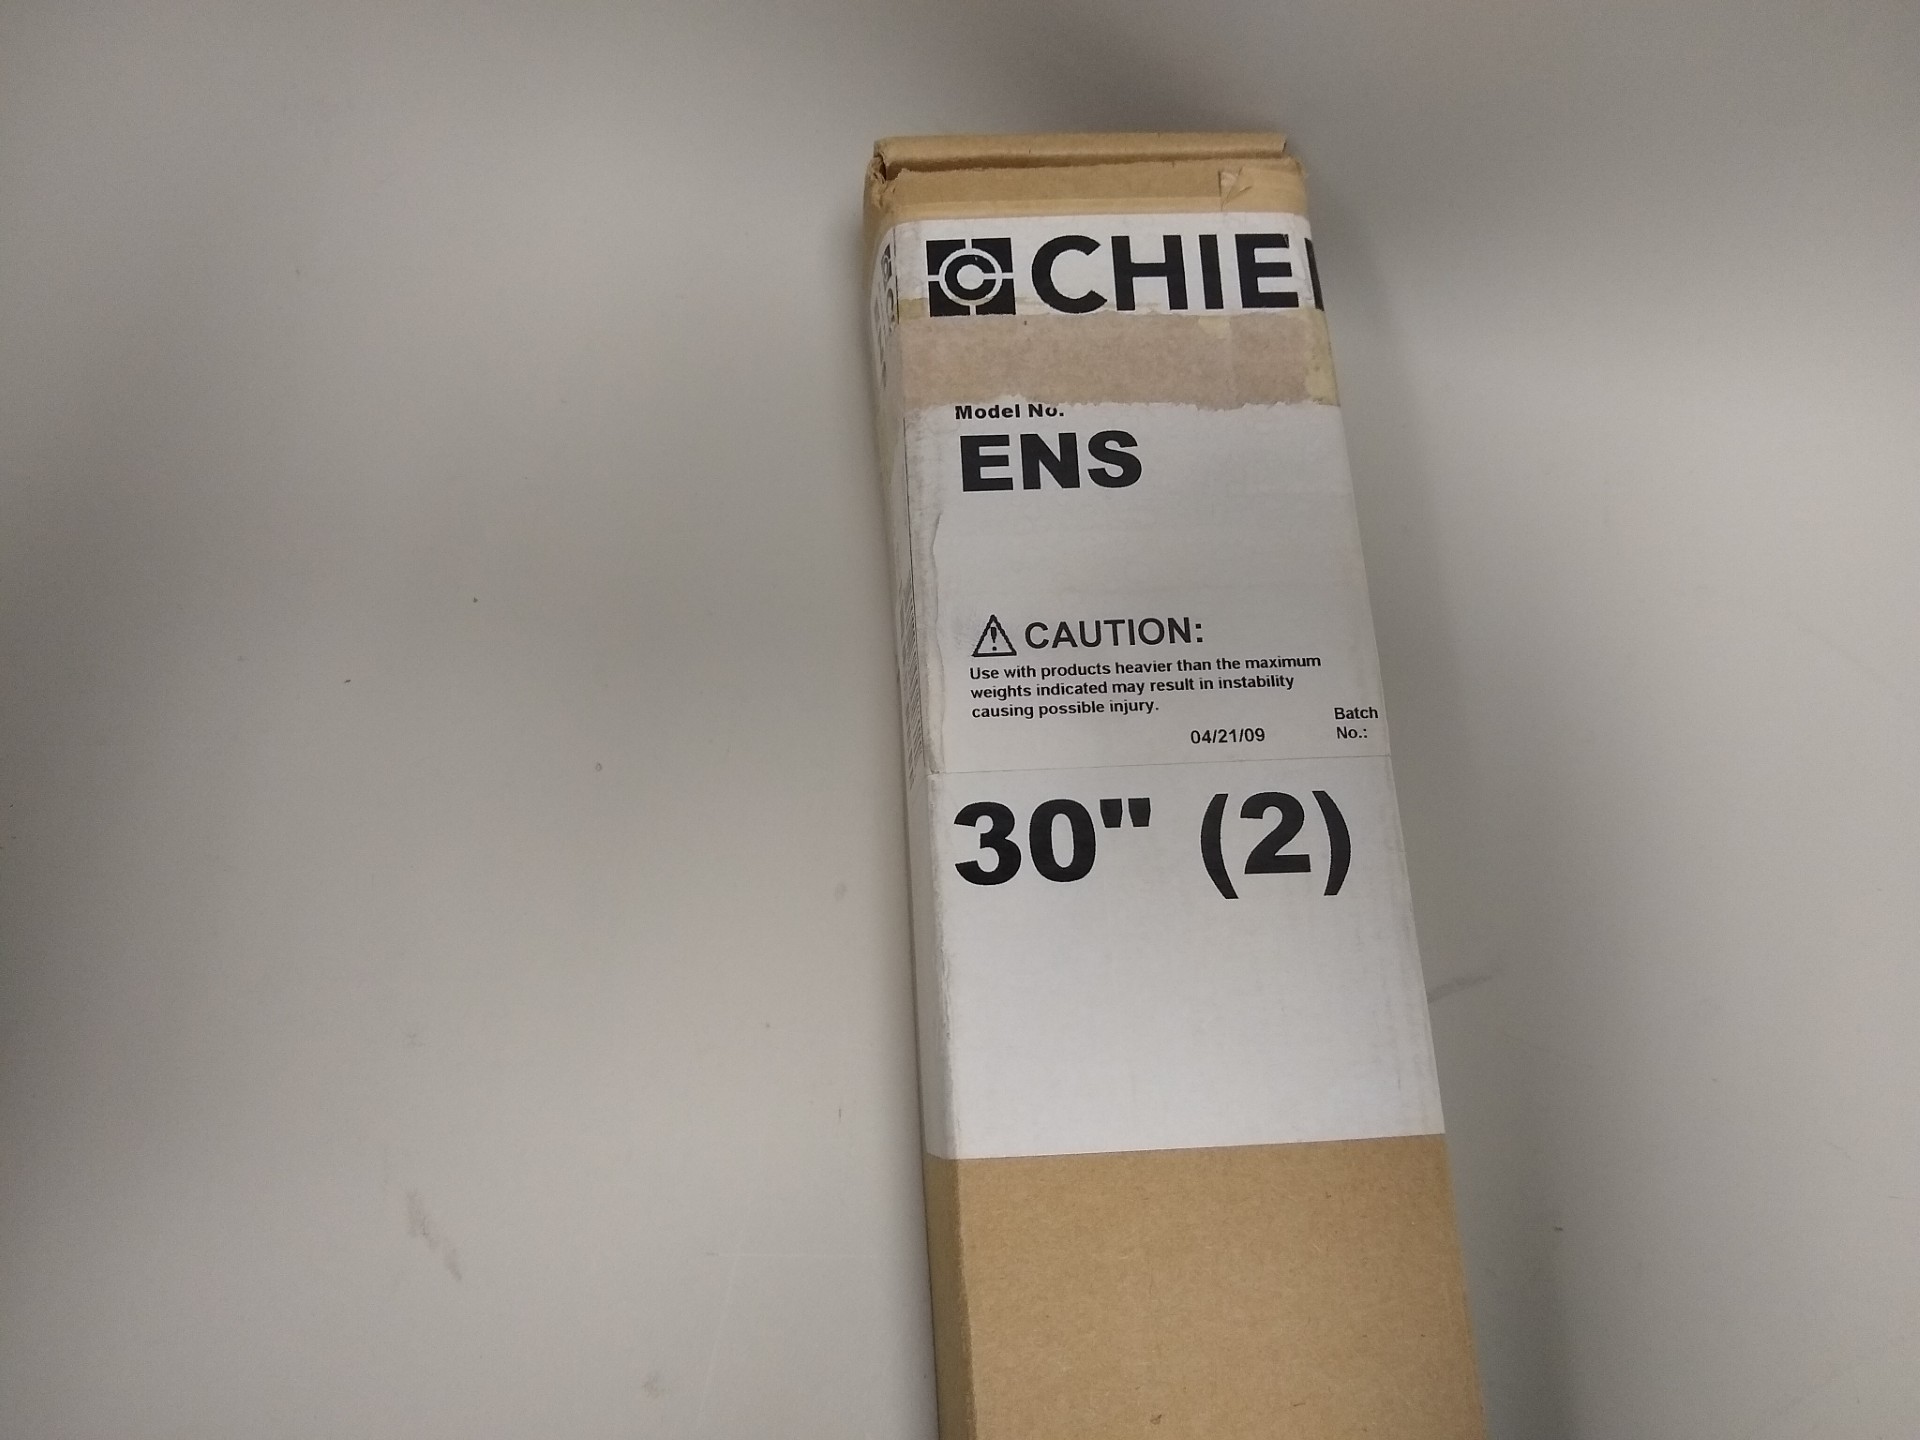 CHIE
Model No.
ENS
CAUTION:
Use with products heavier than the maximum
weights indicated may result in instability
causing possible injury.
04/21/09
Batch
No.:
30" (2)